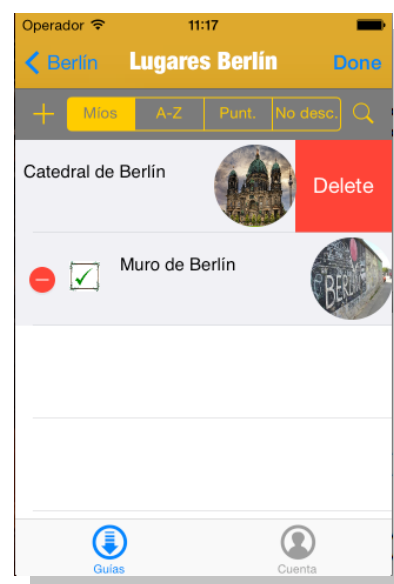 Operador 11:17
Berlín Lugares Berlín Done
Míos A-Z Punt. No desc.
Catedral de Berlín Delete
Muro de Berlín
BERLIN
Guías Cuenta